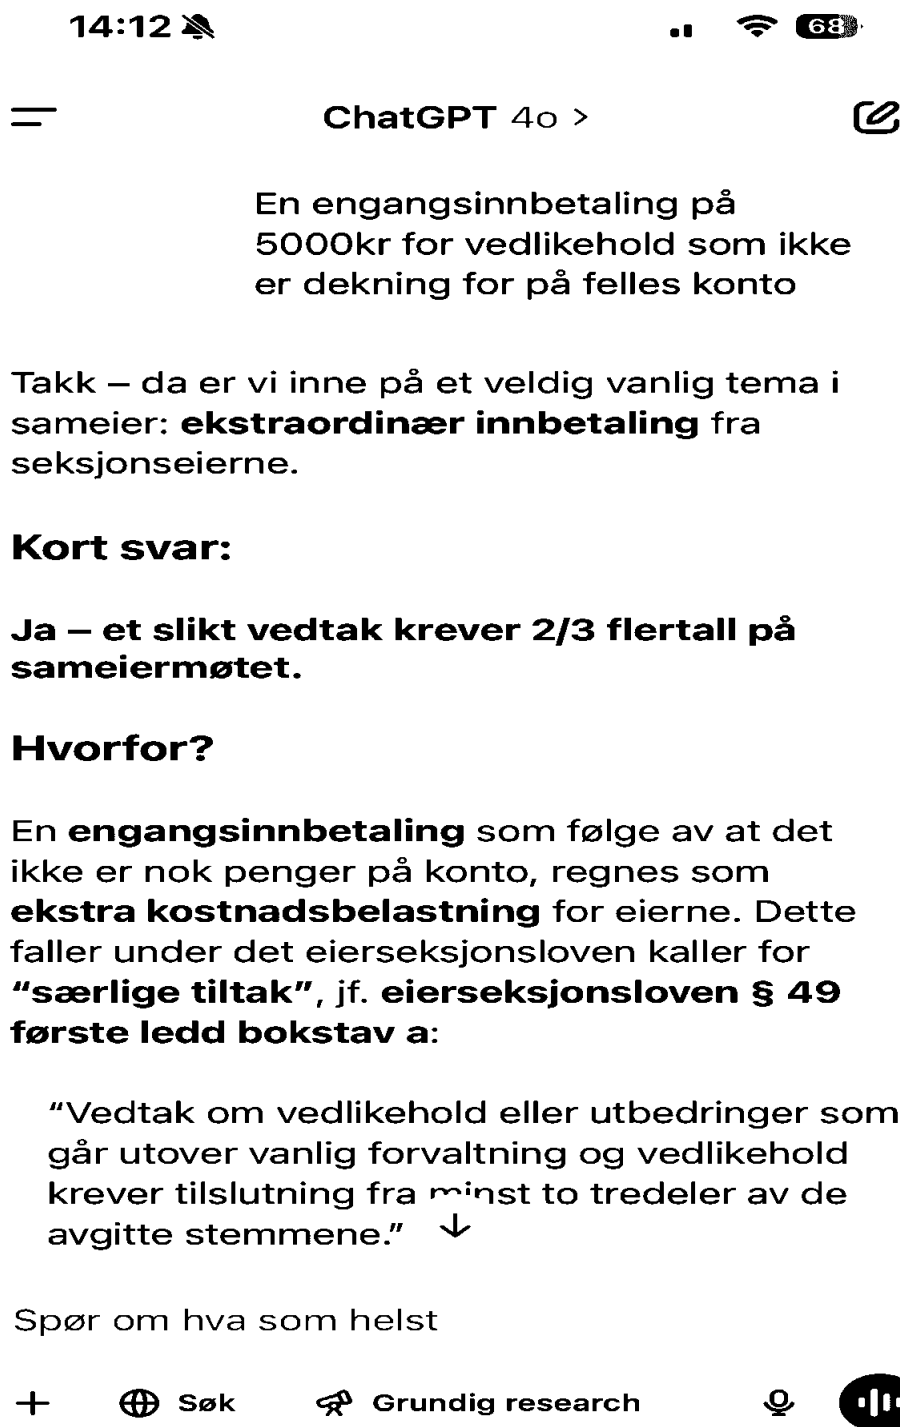 14:12
68
ChatGPT 4o >
En engangsinnbetaling på
5000kr for vedlikehold som ikke
er dekning for på felles konto
Takk – da er vi inne på et veldig vanlig tema i
sameier: ekstraordinær innbetaling fra
seksjonseierne.
Kort svar:
Ja – et slikt vedtak krever 2/3 flertall på
sameiermøtet.
Hvorfor?
En engangsinnbetaling som følge av at det
ikke er nok penger på konto, regnes som
ekstra kostnadsbelastning for eierne. Dette
faller under det eierseksjonsloven kaller for
“særlige tiltak”, jf. eierseksjonsloven § 49
første ledd bokstav a:
“Vedtak om vedlikehold eller utbedringer som
går utover vanlig forvaltning og vedlikehold
krever tilslutning fra minst to tredeler av de
avgitte stemmene.”
Spør om hva som helst
Søk
Grundig research